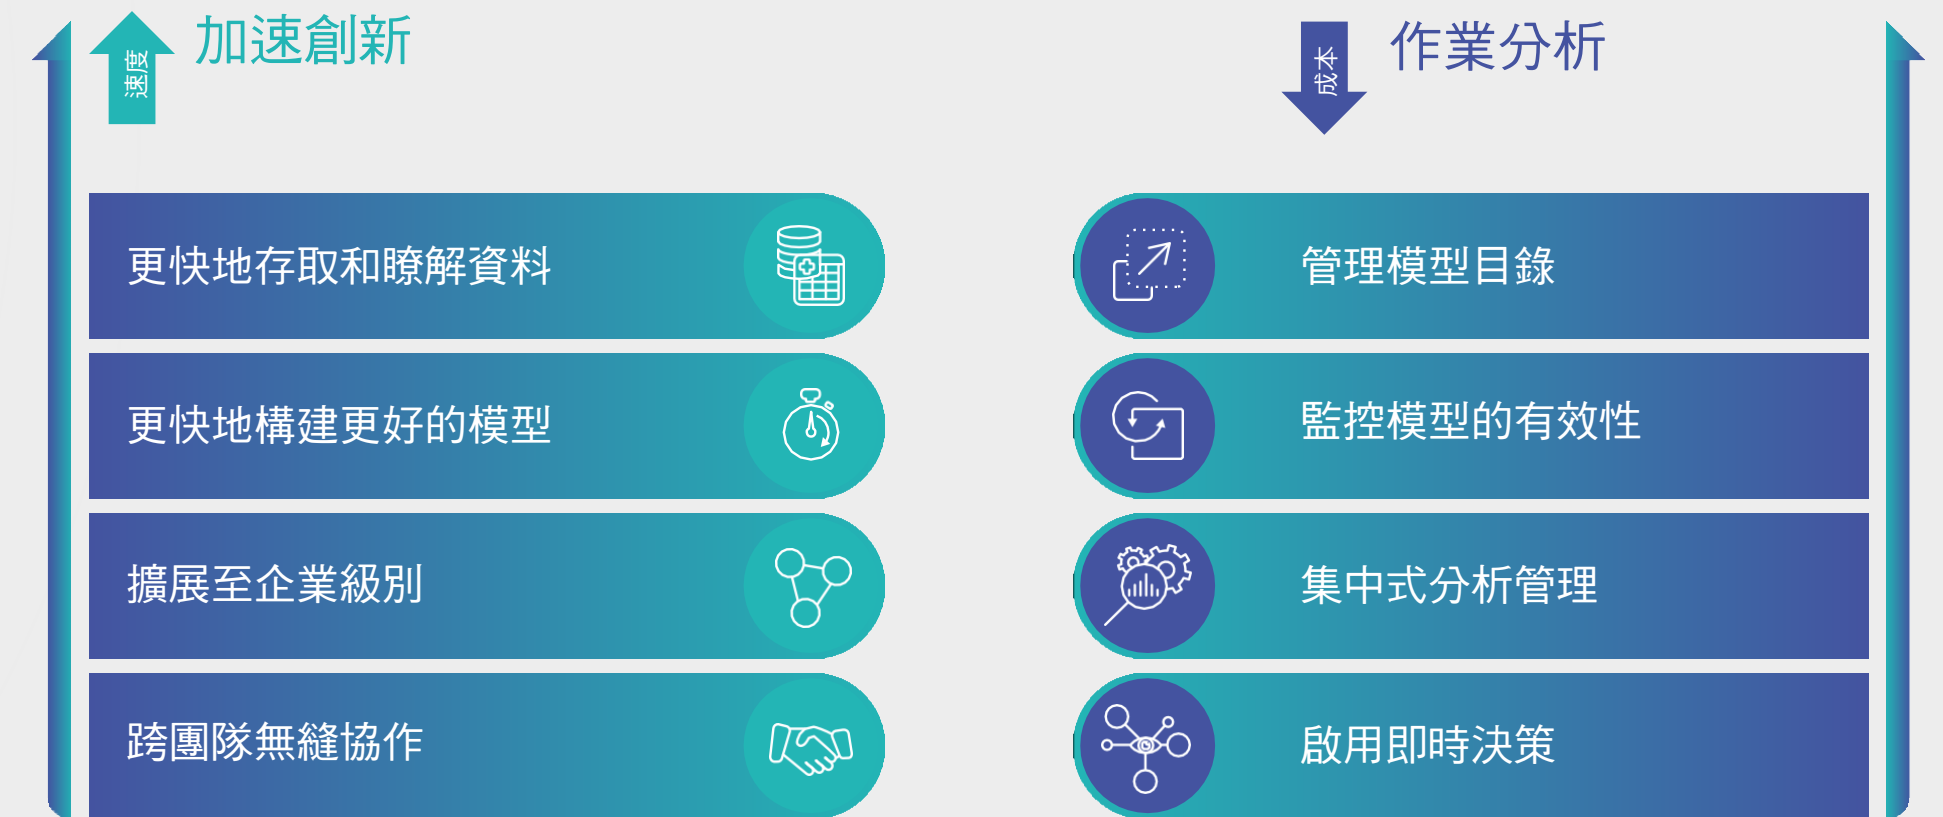 速度
加速創新
更快地存取和瞭解資料
更快地構建更好的模型
擴展至企業級別
跨團隊無縫協作
成本
作業分析
管理模型目錄
監控模型的有效性
集中式分析管理
啟用即時決策